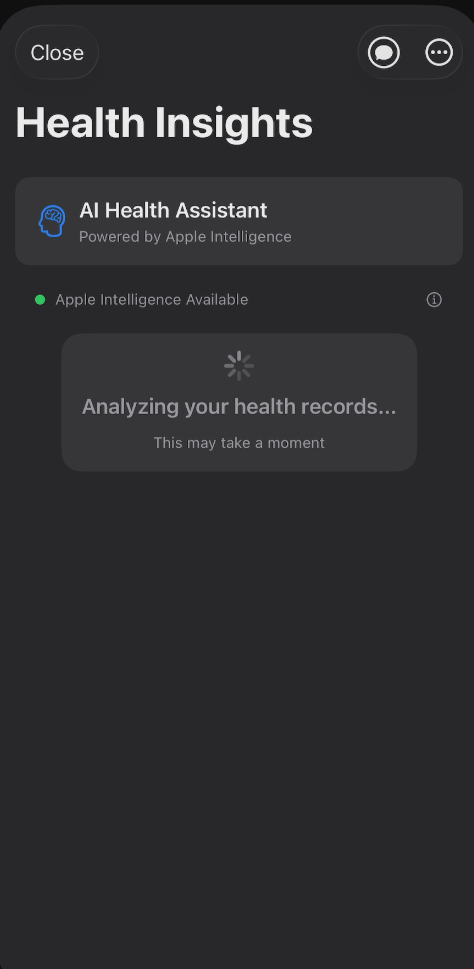 Close
Health Insights
AI Health Assistant
Powered by Apple Intelligence
Apple Intelligence Available
Analyzing your health records...
This may take a moment